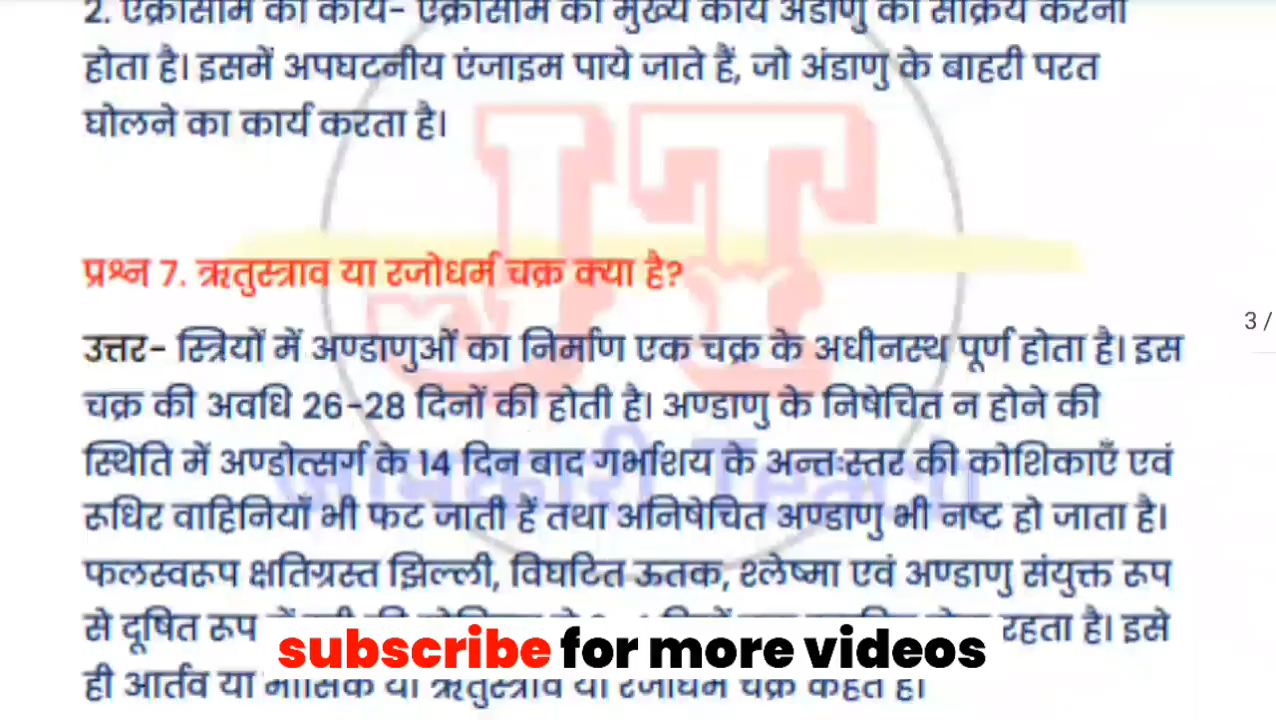 2. एक्रोसोम का कार्य- एक्रोसोम का मुख्य कार्य अंडाणु को सक्रिय करना
होता है। इसमें अपघटनीय एंजाइम पाये जाते हैं, जो अंडाणु के बाहरी परत
घोलने का कार्य करता है।
JT
प्रश्न 7. ऋतुस्त्राव या रजोधर्म चक्र क्या है?
3 /
उत्तर- स्त्रियों में अण्डाणुओं का निर्माण एक चक्र के अधीनस्थ पूर्ण होता है। इस
चक्र की अवधि 26-28 दिनों की होती है। अण्डाणु के निषेचित न होने की
स्थिति में अण्डोत्सर्ग के 14 दिन बाद गर्भाशय के अन्तःस्तर की कोशिकाएँ एवं
रूधिर वाहिनियाँ भी फट जाती हैं तथा अनिषेचित अण्डाणु भी नष्ट हो जाता है।
फलस्वरूप क्षतिग्रस्त झिल्ली, विघटित ऊतक, श्लेष्मा एवं अण्डाणु संयुक्त रूप
से दूषित रूप रहता है। इसे
subscribe for more videos
ही आर्तव या मासिक या ऋतुस्त्राव या रजोधर्म चक्र कहते हैं।